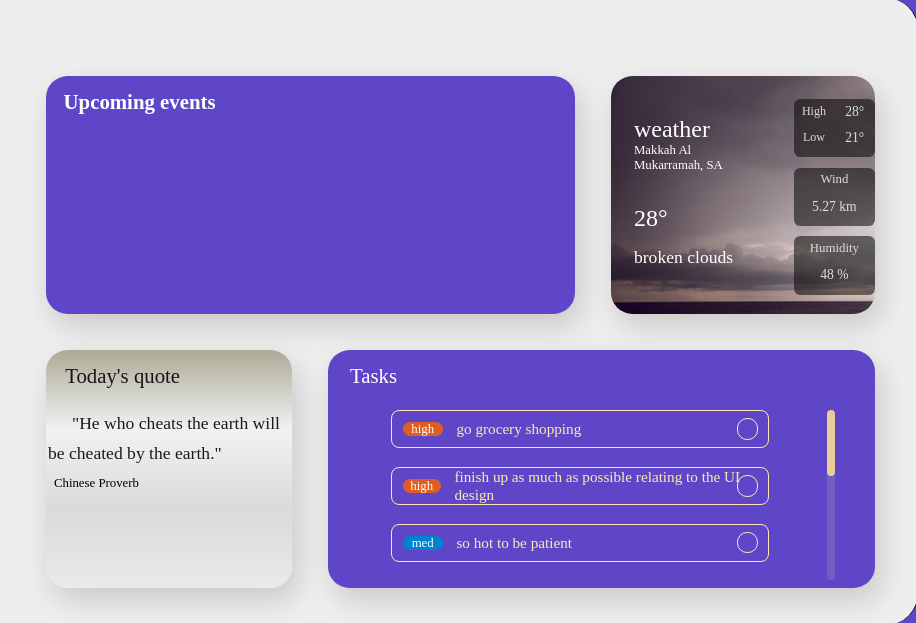 Upcoming events
weather
Makkah Al
Mukarramah, SA
28°
broken clouds
High 28°
Low 21°
Wind
5.27 km
Humidity
48 %
Today's quote
"He who cheats the earth will
be cheated by the earth."
Chinese Proverb
Tasks
high go grocery shopping
high finish up as much as possible relating to the UI
design
med so hot to be patient